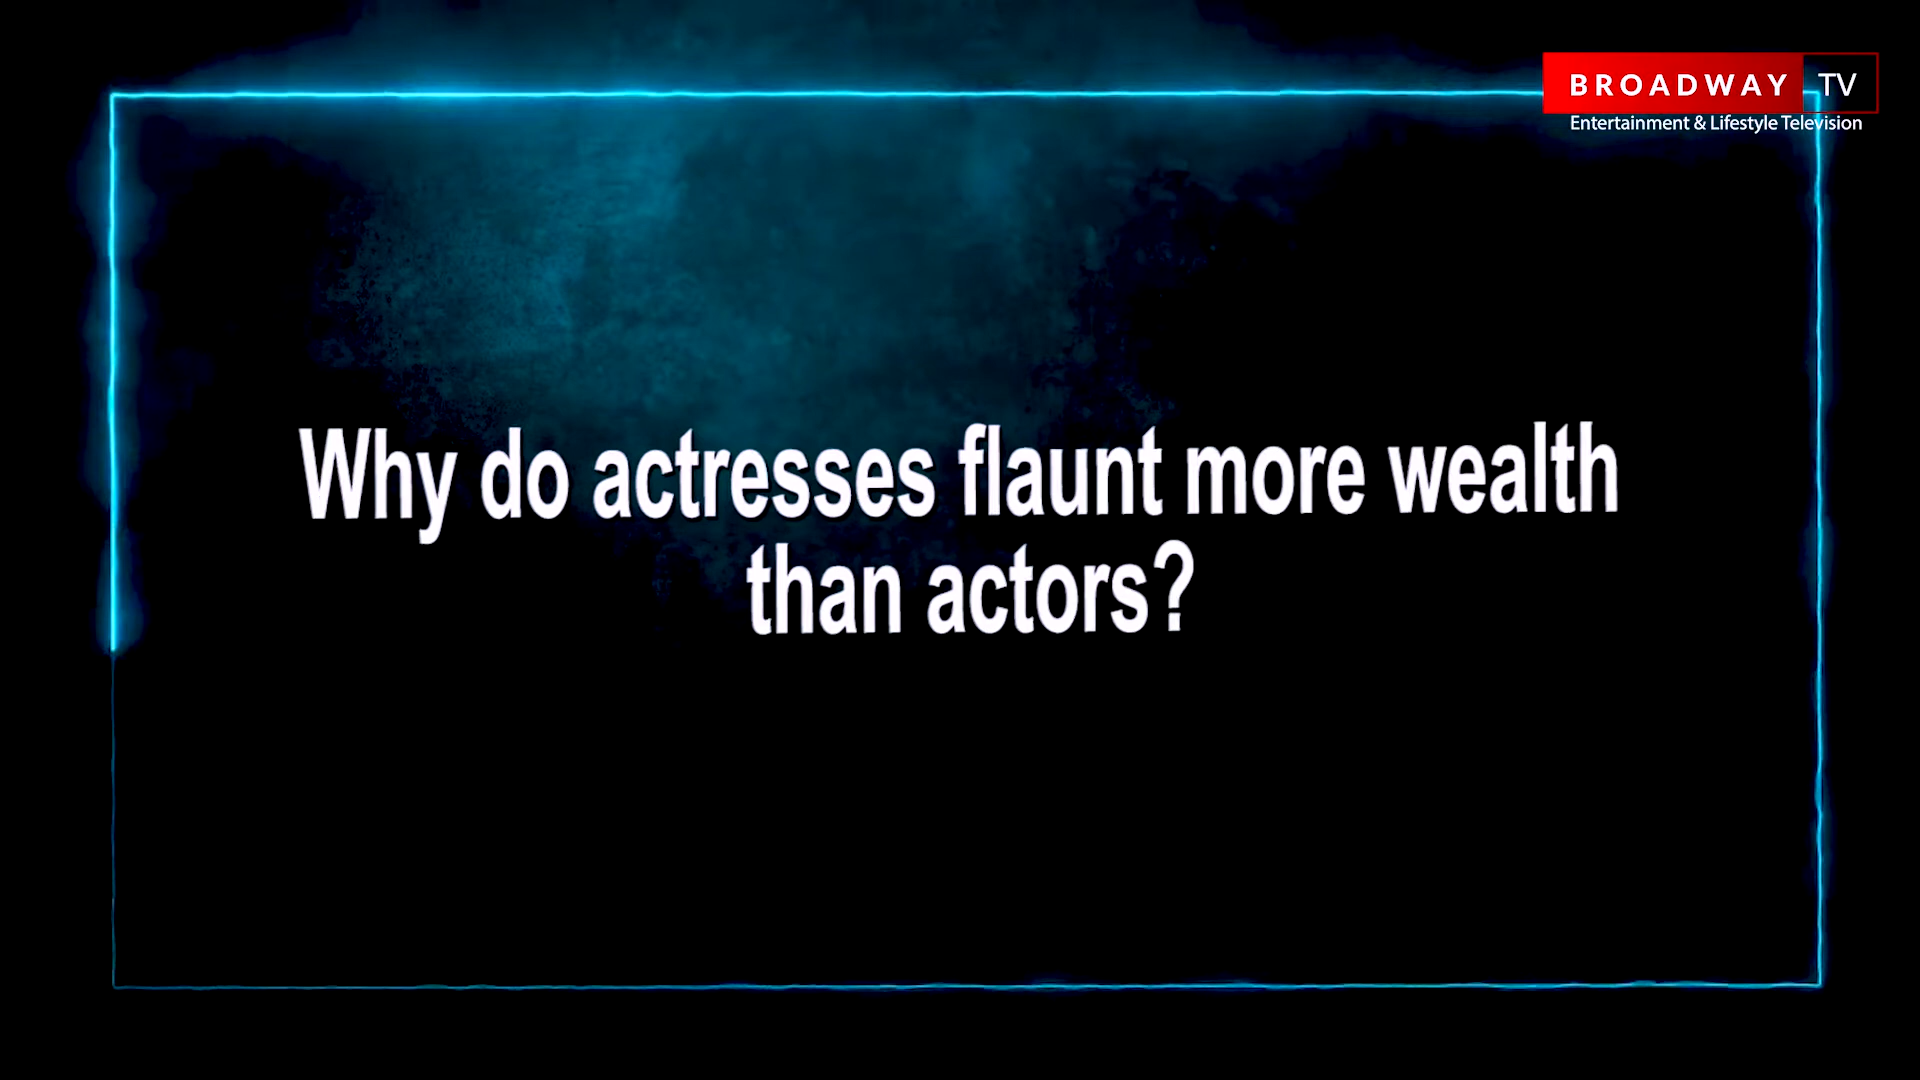 BROADWAY TV
Entertainment & Lifestyle Television
Why do actresses flaunt more wealth
than actors?